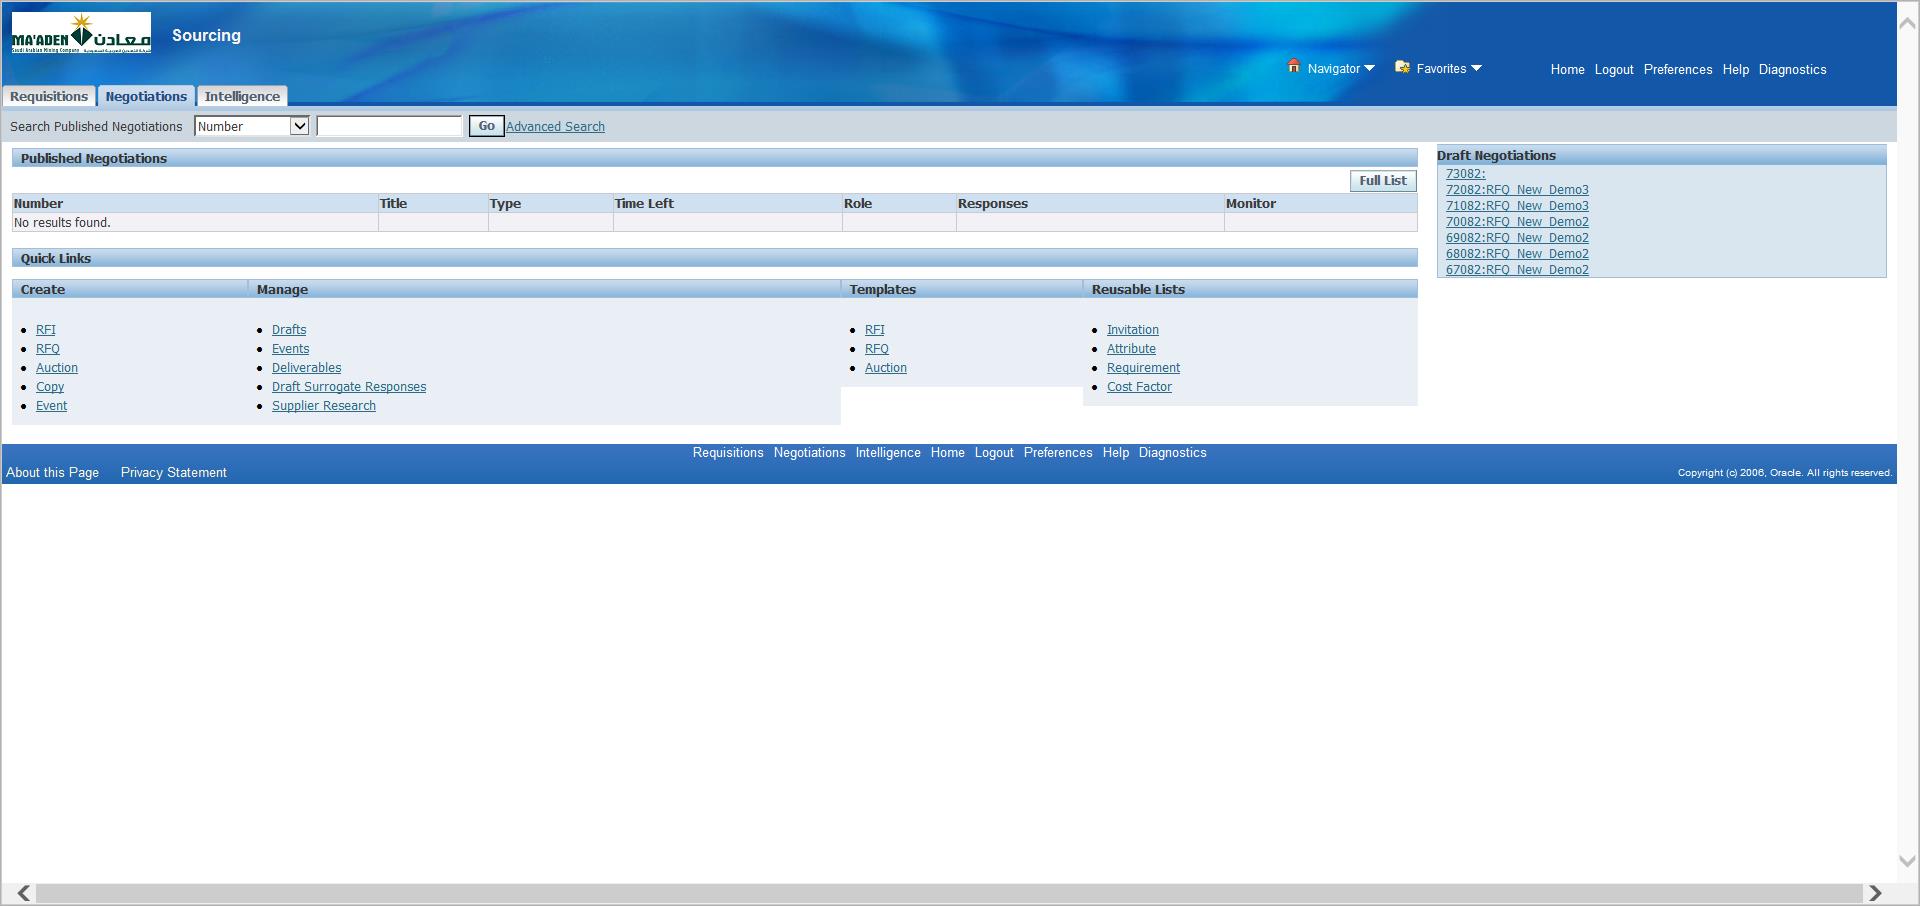 MA'ADEN معادن
Saudi Arabian Mining Company شركة التعدين العربية السعودية
Sourcing
Navigator Favorites Home Logout Preferences Help Diagnostics
Requisitions Negotiations Intelligence
Search Published Negotiations Number Go Advanced Search
Published Negotiations
Full List
Number Title Type Time Left Role Responses Monitor
No results found.
Draft Negotiations
73082:
72082:RFQ_New_Demo3
71082:RFQ_New_Demo3
70082:RFQ_New_Demo2
69082:RFQ_New_Demo2
68082:RFQ_New_Demo2
67082:RFQ_New_Demo2
Quick Links
Create
RFI
RFQ
Auction
Copy
Event
Manage
Drafts
Events
Deliverables
Draft Surrogate Responses
Supplier Research
Templates
RFI
RFQ
Auction
Reusable Lists
Invitation
Attribute
Requirement
Cost Factor
Requisitions Negotiations Intelligence Home Logout Preferences Help Diagnostics
About this Page Privacy Statement
Copyright (c) 2006, Oracle. All rights reserved.